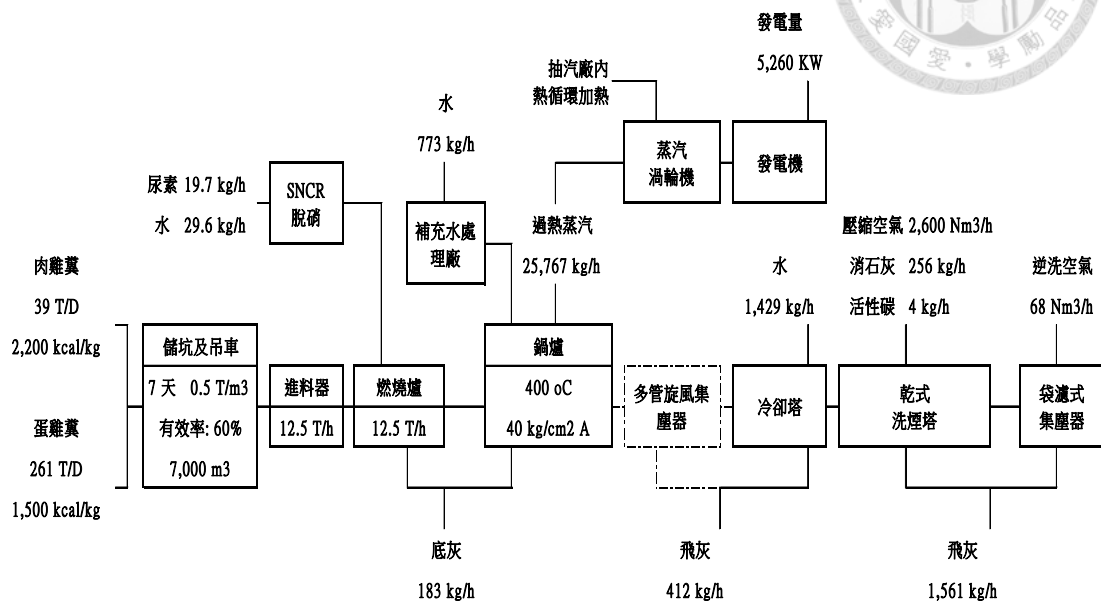 愛國愛・學勵品
發電量
5,260 KW
抽汽廠內
熱循環加熱
水
773 kg/h
蒸汽
渦輪機
發電機
尿素 19.7 kg/h
水 29.6 kg/h
SNCR
脫硝
補充水處
理廠
過熱蒸汽
25,767 kg/h
壓縮空氣 2,600 Nm3/h
消石灰 256 kg/h
活性碳 4 kg/h
水
1,429 kg/h
逆洗空氣
68 Nm3/h
肉雞糞
39 T/D
2,200 kcal/kg
蛋雞糞
261 T/D
1,500 kcal/kg
儲坑及吊車
7 天 0.5 T/m3
有效率: 60%
7,000 m3
進料器
12.5 T/h
燃燒爐
12.5 T/h
鍋爐
400 oC
40 kg/cm2 A
多管旋風集
塵器
冷卻塔
乾式
洗煙塔
袋濾式
集塵器
底灰
183 kg/h
飛灰
412 kg/h
飛灰
1,561 kg/h